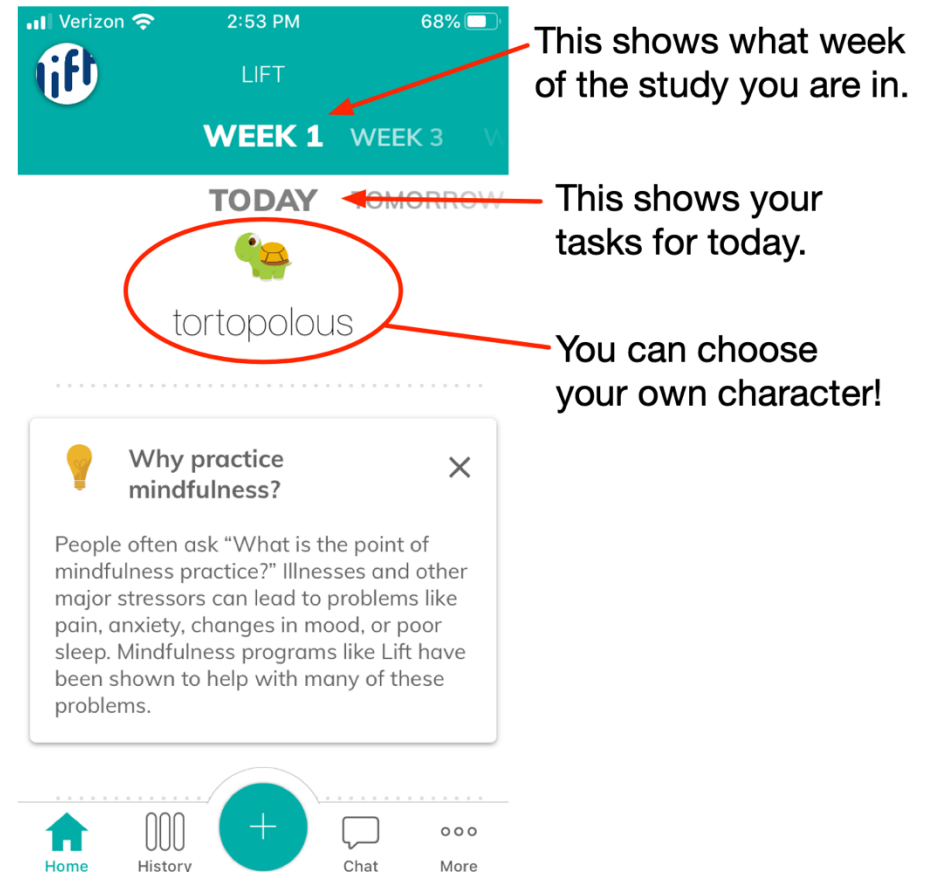 Verizon 2:53 PM 68%
lift LIFT
WEEK 1 WEEK 3 W
TODAY TOMORROW
tortopolous
This shows what week
of the study you are in.
This shows your
tasks for today.
You can choose
your own character!
Why practice
mindfulness?
People often ask “What is the point of
mindfulness practice?” Illnesses and other
major stressors can lead to problems like
pain, anxiety, changes in mood, or poor
sleep. Mindfulness programs like Lift have
been shown to help with many of these
problems.
Home History Chat More